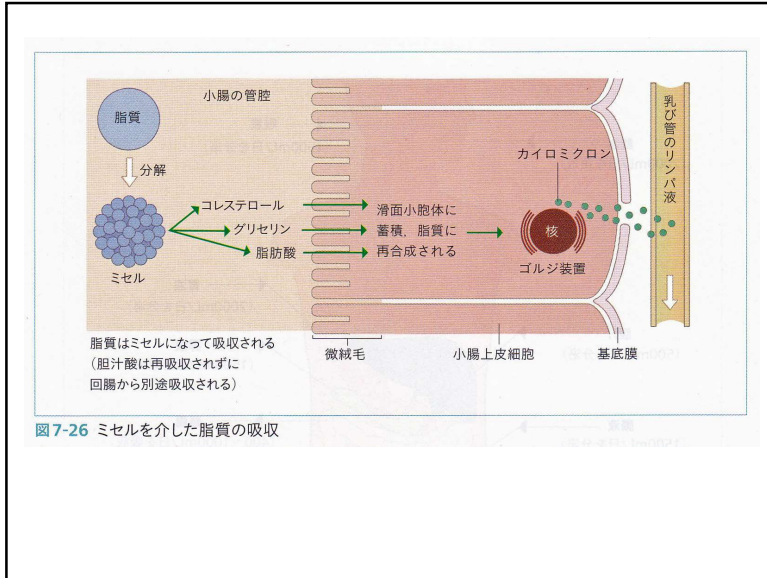 小腸の管腔
脂質
分解
ミセル
コレステロール
グリセリン
脂肪酸
滑面小胞体に
蓄積,脂質に
再合成される
カイロミクロン
核
ゴルジ装置
乳び管のリンパ液
脂質はミセルになって吸収される
(胆汁酸は再吸収されずに
回腸から別途吸収される)
微絨毛
小腸上皮細胞
基底膜
図7-26 ミセルを介した脂質の吸収